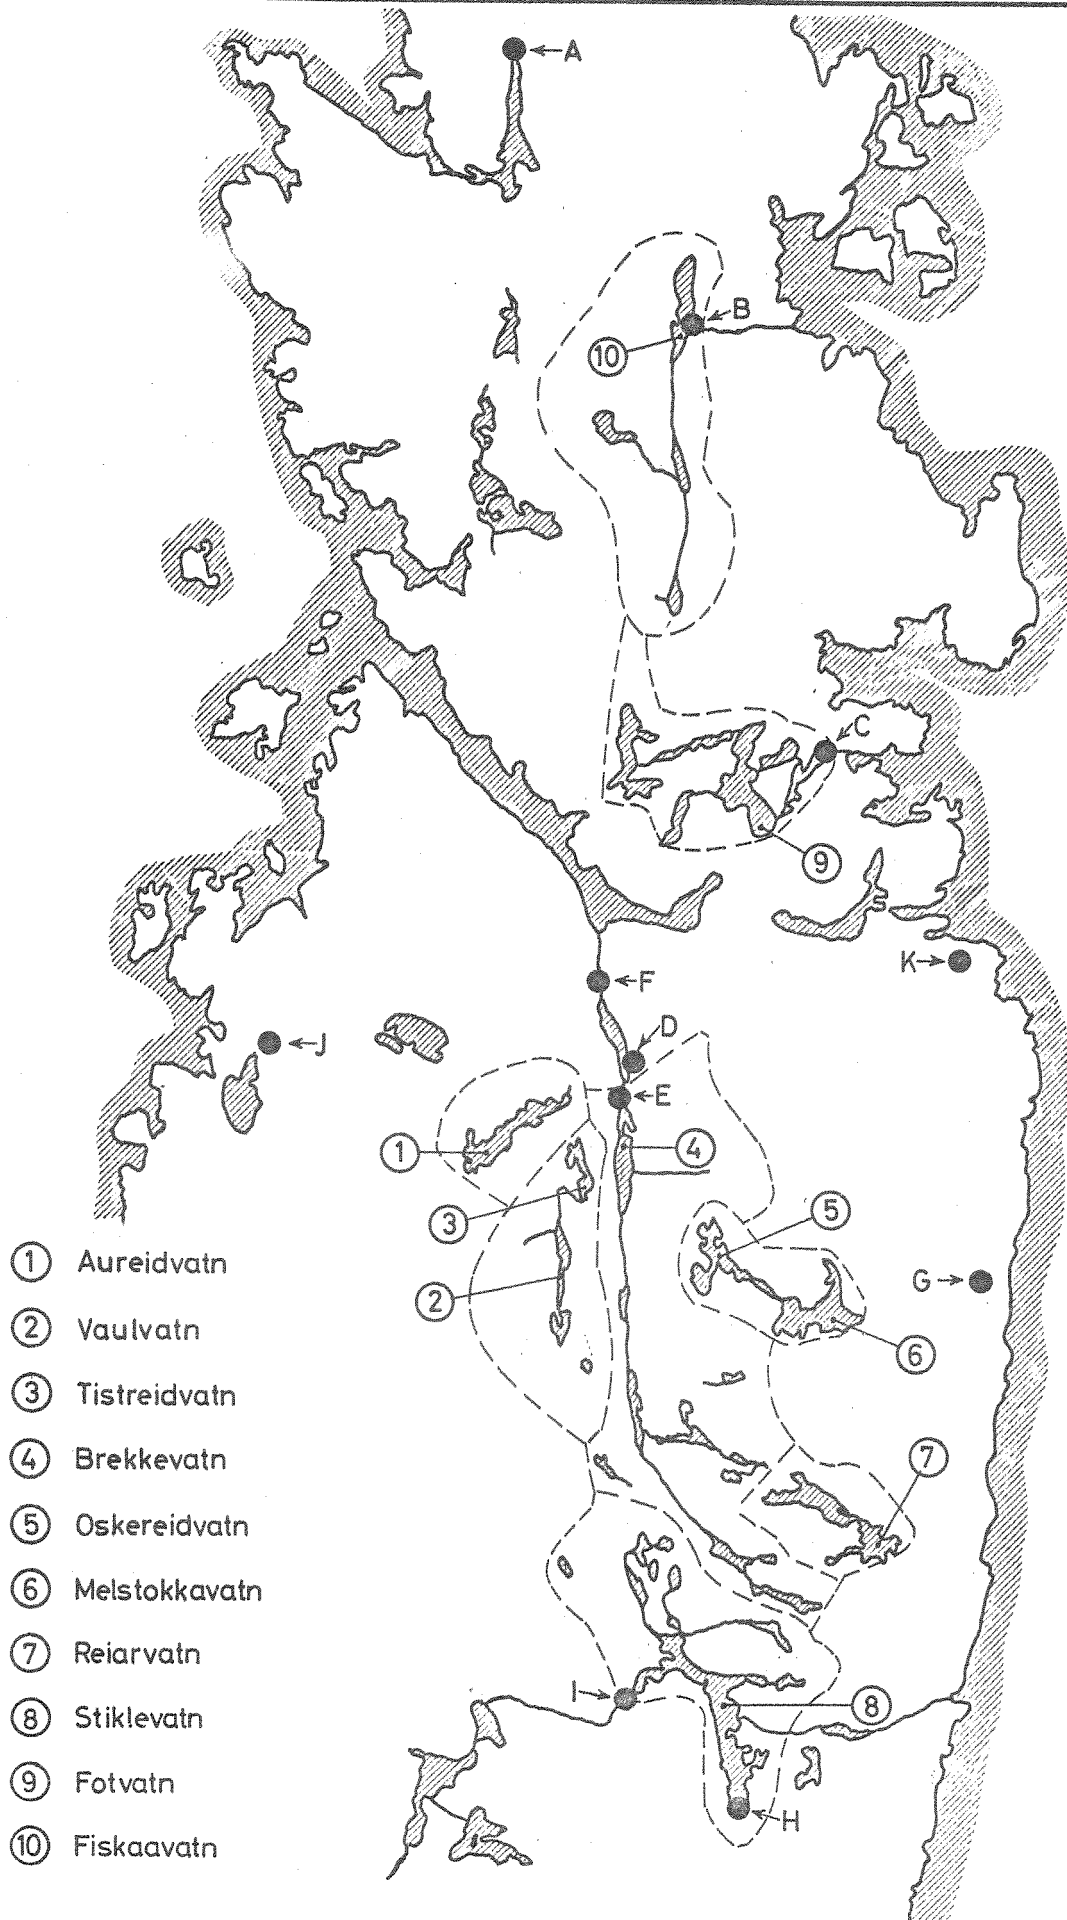 A
B
10
C
9
K
F
D
J
E
1
4
3
5
2
G
6
7
I
8
H
1 Aureidvatn
2 Vaulvatn
3 Tistreidvatn
4 Brekkevatn
5 Oskereidvatn
6 Melstokkavatn
7 Reiarvatn
8 Stiklevatn
9 Fotvatn
10 Fiskaavatn